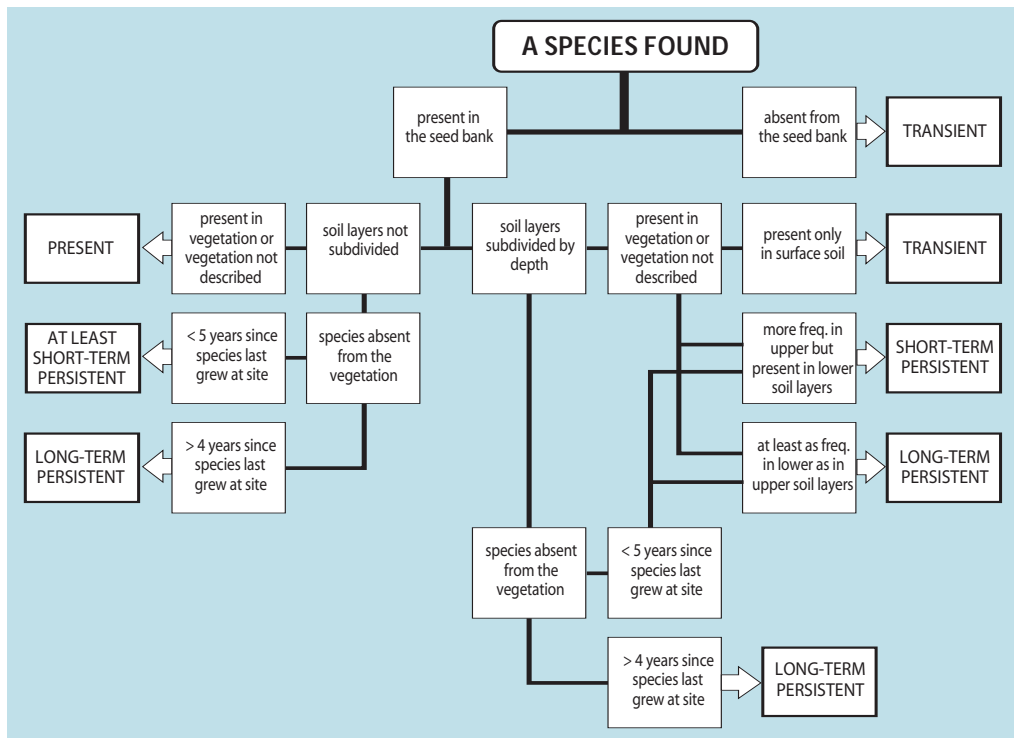 A SPECIES FOUND
present in
the seed bank
absent from
the seed bank
TRANSIENT
PRESENT
present in
vegetation or
vegetation not
described
soil layers not
subdivided
soil layers
subdivided by
depth
present in
vegetation or
vegetation not
described
present only
in surface soil
TRANSIENT
AT LEAST
SHORT-TERM
PERSISTENT
< 5 years since
species last
grew at site
species absent
from the
vegetation
more freq. in
upper but
present in lower
soil layers
SHORT-TERM
PERSISTENT
LONG-TERM
PERSISTENT
> 4 years since
species last
grew at site
at least as freq.
in lower as in
upper soil layers
LONG-TERM
PERSISTENT
species absent
from the
vegetation
< 5 years since
species last
grew at site
> 4 years since
species last
grew at site
LONG-TERM
PERSISTENT